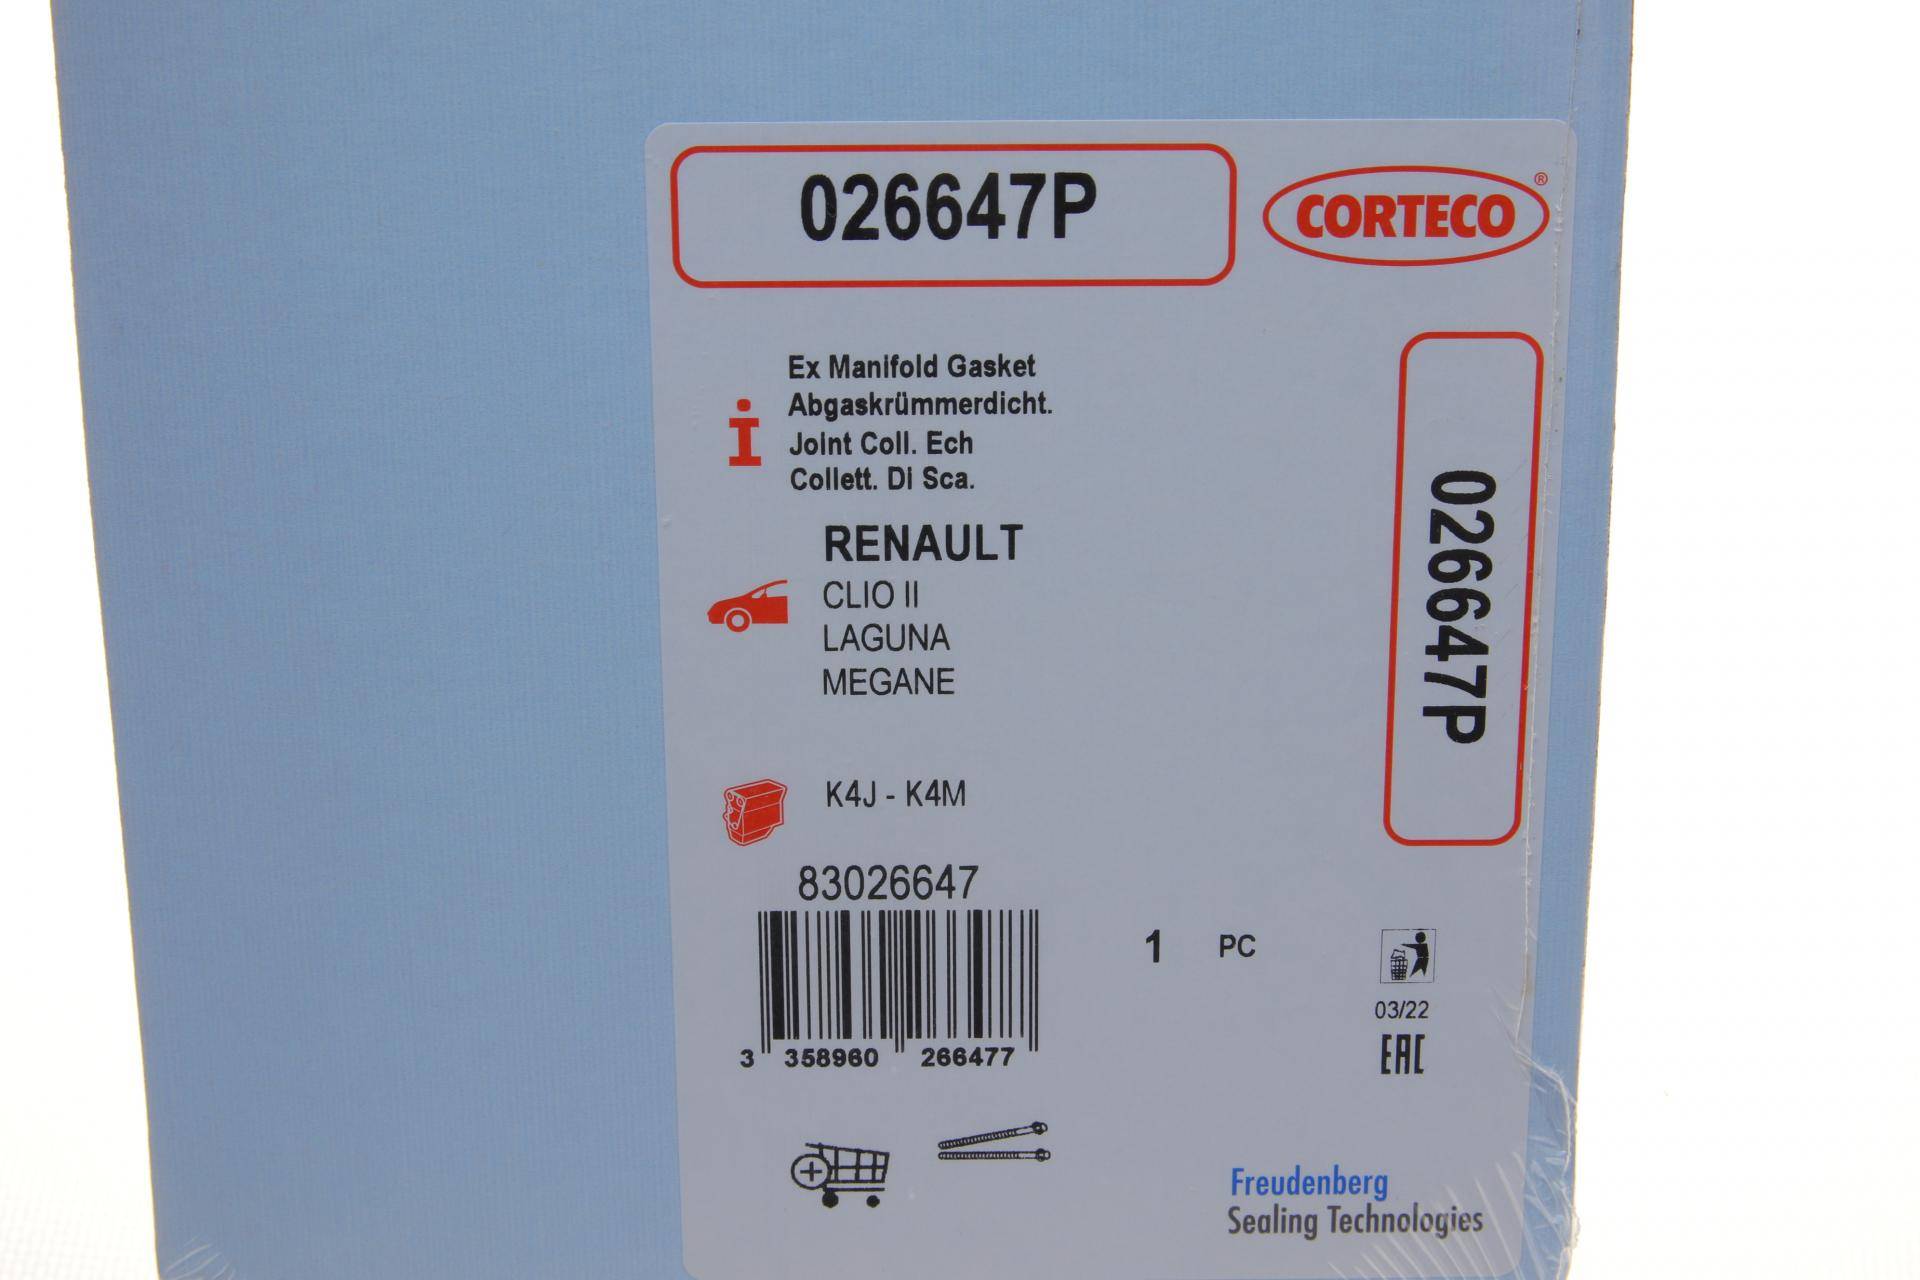 026647P
CORTECO ®
Ex Manifold Gasket
Abgaskrümmerdicht.
Joint Coll. Ech
Collett. Di Sca.
RENAULT
CLIO II
LAGUNA
MEGANE
026647P
K4J - K4M
83026647
1 PC
3 358960 266477
03/22
EAC
Freudenberg
Sealing Technologies